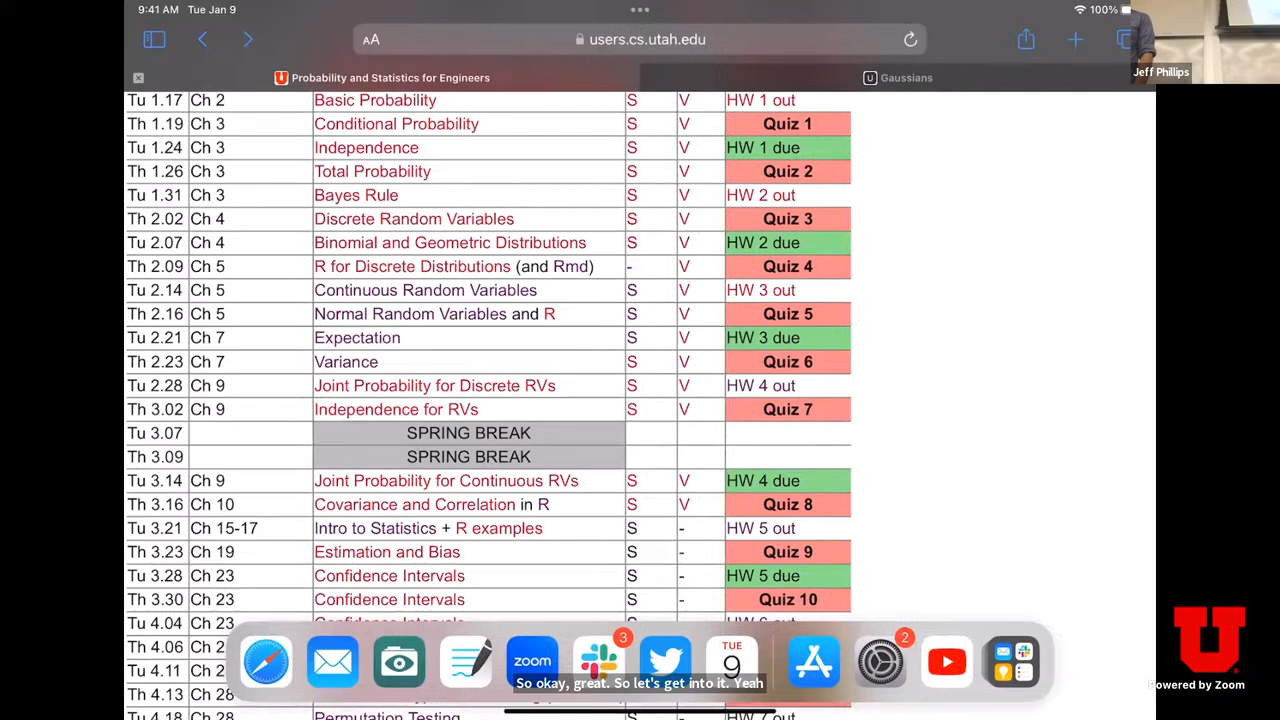 9:41 AM Tue Jan 9 100%
AA users.cs.utah.edu
Jeff Phillips
Probability and Statistics for Engineers Gaussians
Tu 1.17 Ch 2 Basic Probability S V HW 1 out
Th 1.19 Ch 3 Conditional Probability S V Quiz 1
Tu 1.24 Ch 3 Independence S V HW 1 due
Th 1.26 Ch 3 Total Probability S V Quiz 2
Tu 1.31 Ch 3 Bayes Rule S V HW 2 out
Th 2.02 Ch 4 Discrete Random Variables S V Quiz 3
Tu 2.07 Ch 4 Binomial and Geometric Distributions S V HW 2 due
Th 2.09 Ch 5 R for Discrete Distributions (and Rmd) - V Quiz 4
Tu 2.14 Ch 5 Continuous Random Variables S V HW 3 out
Th 2.16 Ch 5 Normal Random Variables and R S V Quiz 5
Tu 2.21 Ch 7 Expectation S V HW 3 due
Th 2.23 Ch 7 Variance S V Quiz 6
Tu 2.28 Ch 9 Joint Probability for Discrete RVs S V HW 4 out
Th 3.02 Ch 9 Independence for RVs S V Quiz 7
Tu 3.07 SPRING BREAK
Th 3.09 SPRING BREAK
Tu 3.14 Ch 9 Joint Probability for Continuous RVs S V HW 4 due
Th 3.16 Ch 10 Covariance and Correlation in R S V Quiz 8
Tu 3.21 Ch 15-17 Intro to Statistics + R examples S - HW 5 out
Th 3.23 Ch 19 Estimation and Bias S - Quiz 9
Tu 3.28 Ch 23 Confidence Intervals S - HW 5 due
Th 3.30 Ch 23 Confidence Intervals S - Quiz 10
Tu 4.04 Ch 23
Th 4.06
Tu 4.11
Th 4.13 Ch 28
Tu 4.18 Ch 28 Permutation Testing
zoom 3 TUE 9 2
So okay, great. So let's get into it. Yeah
U
Powered by Zoom